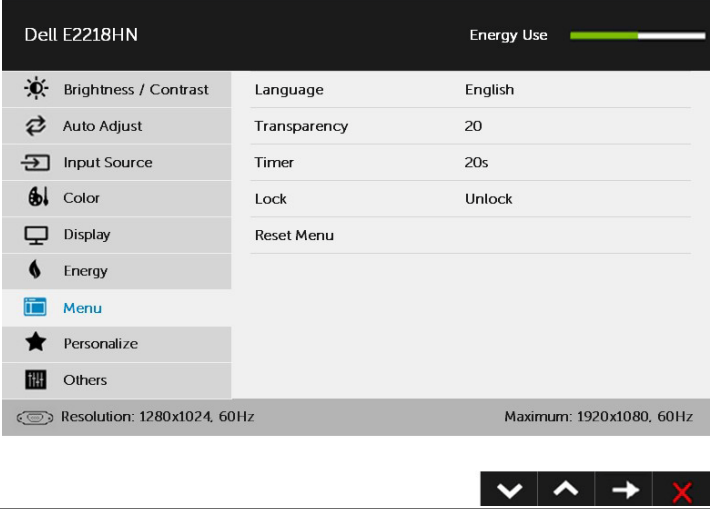 Dell E2218HN
Energy Use
Brightness / Contrast
Language English
Auto Adjust
Transparency 20
Input Source
Timer 20s
Color
Lock Unlock
Display
Reset Menu
Energy
Menu
Personalize
Others
Resolution: 1280x1024, 60Hz
Maximum: 1920x1080, 60Hz